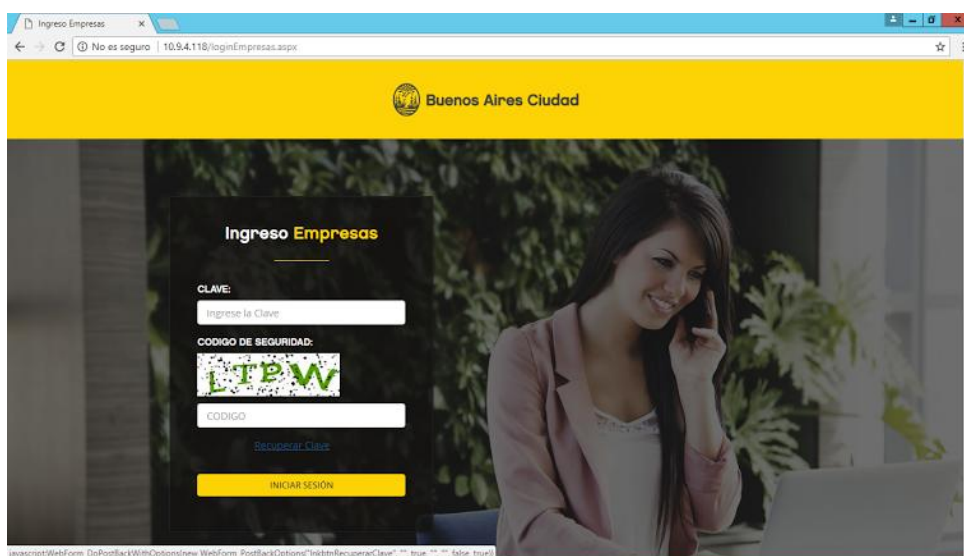 Ingreso Empresas
No es seguro | 10.9.4.118/loginEmpresas.aspx
Buenos Aires Ciudad
Ingreso Empresas
CLAVE:
Ingrese la Clave
CODIGO DE SEGURIDAD:
LTPW
CODIGO
Recuperar Clave
INICIAR SESIÓN
javascript:WebForm_DoPostBackWithOptions(new WebForm_PostBackOptions("lnkbtnRecuperarClave", "", true, "", "", false, true))